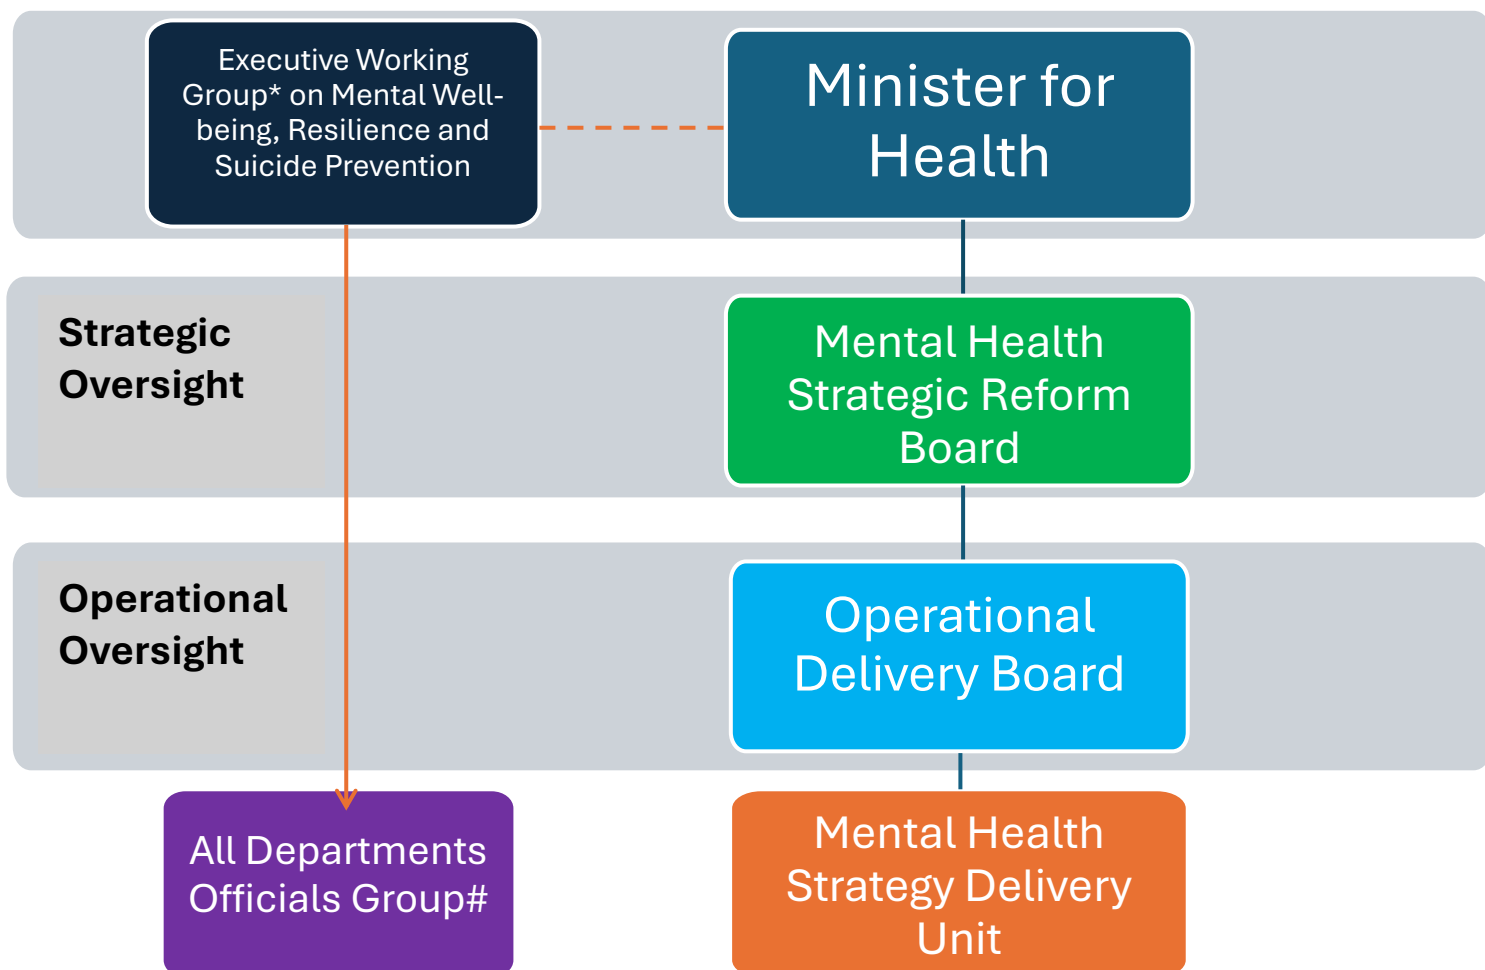 Executive Working
Group* on Mental Well-
being, Resilience and
Suicide Prevention
Minister for
Health
Strategic
Oversight
Mental Health
Strategic Reform
Board
Operational
Oversight
Operational
Delivery Board
All Departments
Officials Group#
Mental Health
Strategy Delivery
Unit